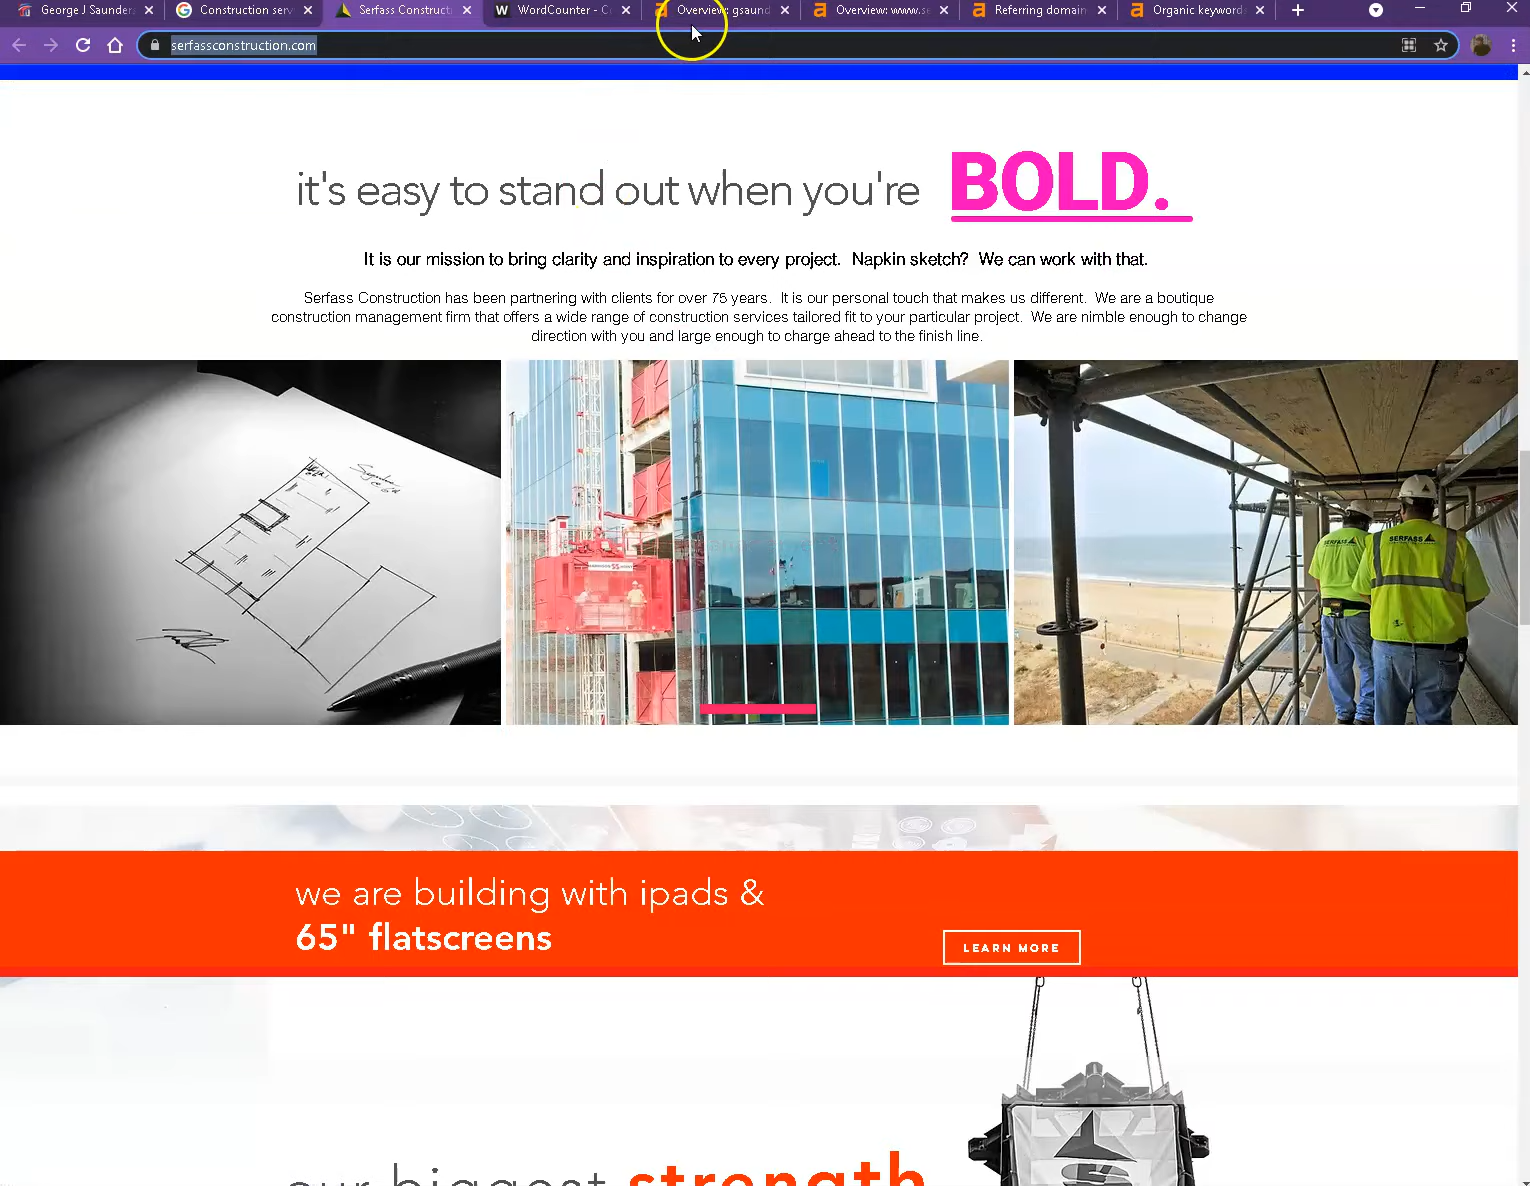 George J Saunder
Construction serv
Serfass Constructi
WordCounter - C
Overview: gsaund
Overview: www.se
Referring domain
Organic keyword
serfassconstruction.com
it's easy to stand out when you're BOLD.
It is our mission to bring clarity and inspiration to every project. Napkin sketch? We can work with that.
Serfass Construction has been partnering with clients for over 75 years. It is our personal touch that makes us different. We are a boutique
construction management firm that offers a wide range of construction services tailored fit to your particular project. We are nimble enough to change
direction with you and large enough to charge ahead to the finish line.
SERFASS
SERFASS
we are building with ipads &
65" flatscreens
LEARN MORE
our biggest strength